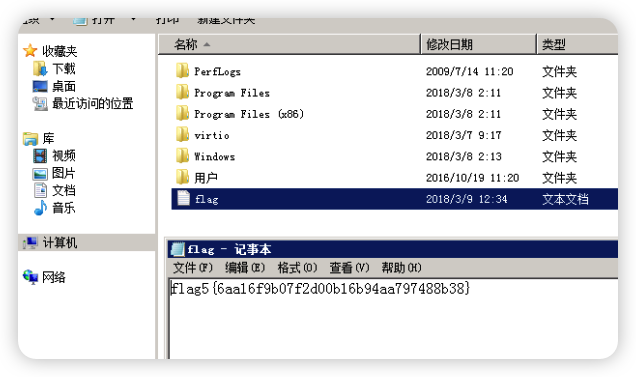 打开 打印 新建文件夹
收藏夹
下载
桌面
最近访问的位置
库
视频
图片
文档
音乐
计算机
网络
名称 修改日期 类型
PerfLogs 2009/7/14 11:20 文件夹
Program Files 2018/3/8 2:11 文件夹
Program Files (x86) 2018/3/8 2:11 文件夹
virtio 2018/3/7 9:17 文件夹
Windows 2018/3/8 2:13 文件夹
用户 2016/10/19 11:20 文件夹
flag 2018/3/9 12:34 文本文档
flag - 记事本
文件(F) 编辑(E) 格式(O) 查看(V) 帮助(H)
flag5{6aa16f9b07f2d00b16b94aa797488b38}